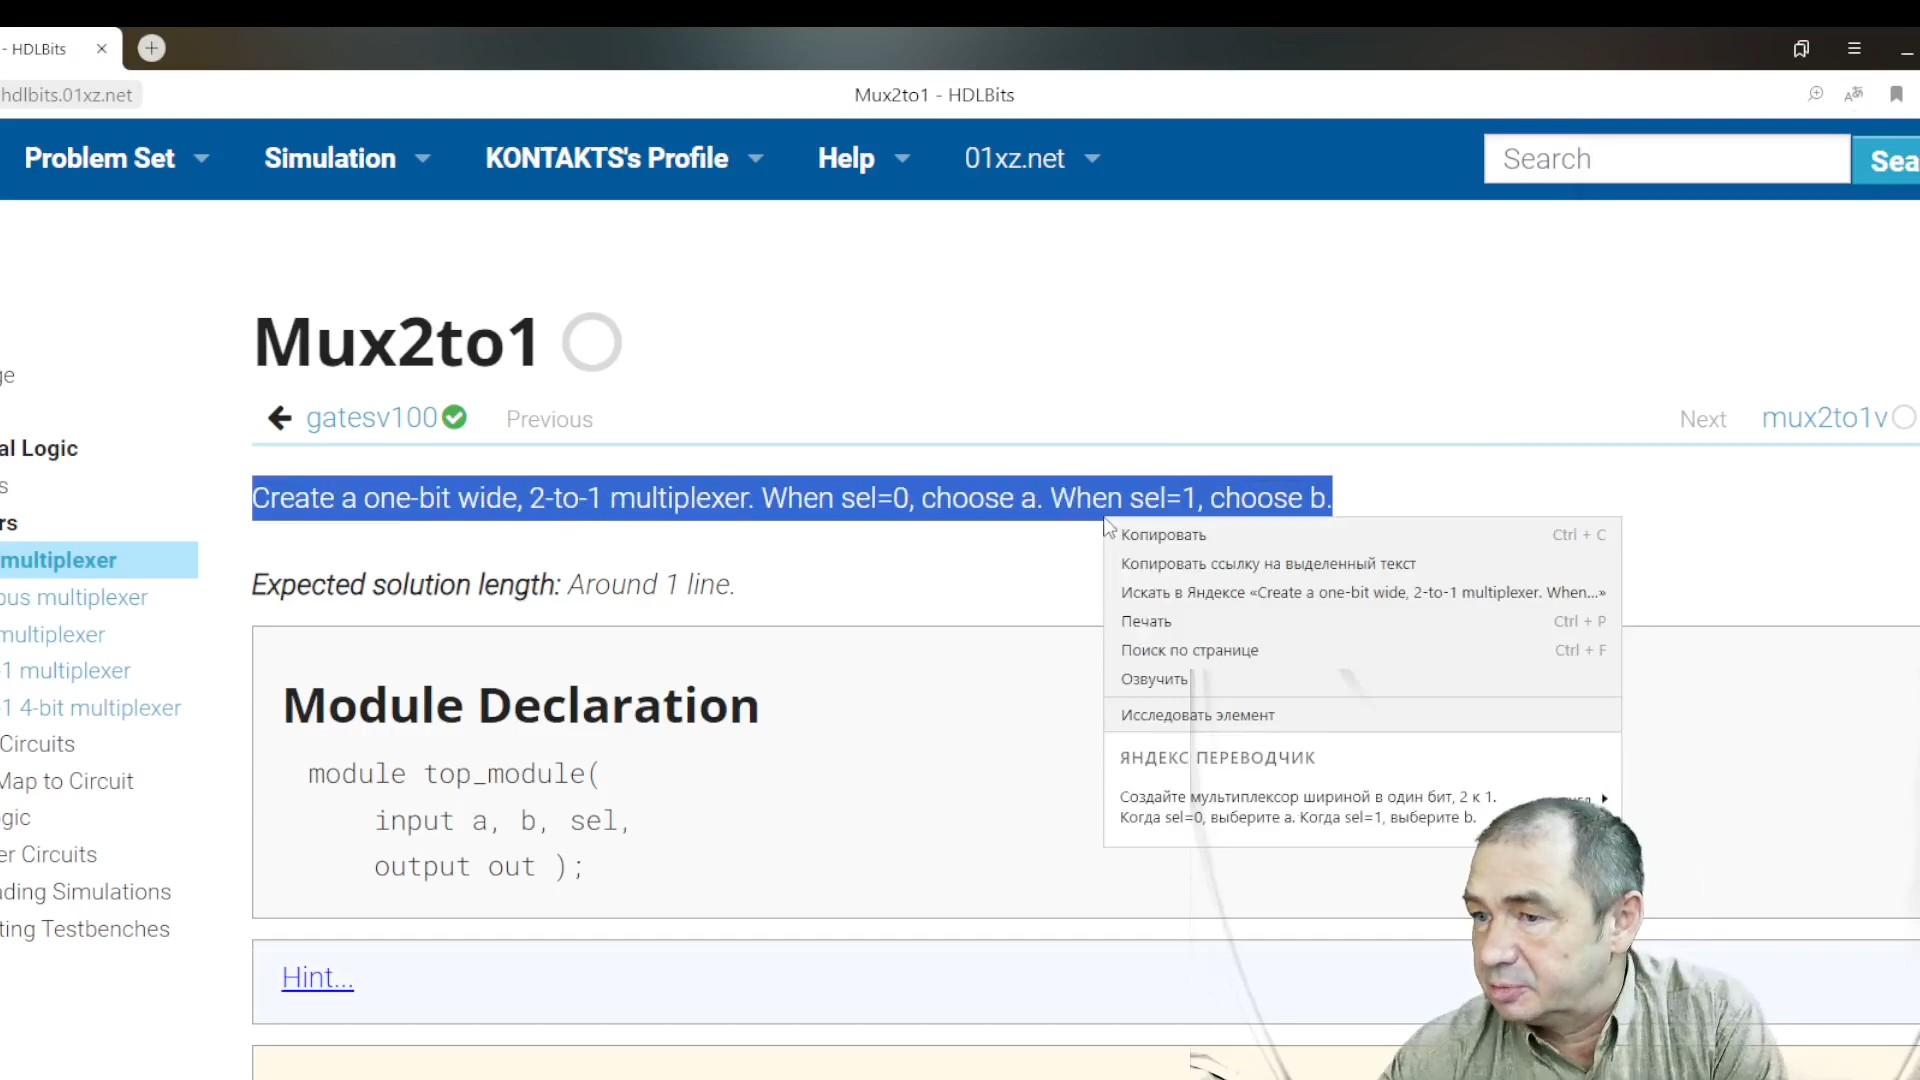 - HDLBits
hdlbits.01xz.net
Mux2to1 - HDLBits
Problem Set
Simulation
KONTAKTS's Profile
Help
01xz.net
Search
Sea
Mux2to1
ge
gatesv100
Previous
Next
mux2to1v
al Logic
s
rs
multiplexer
bus multiplexer
multiplexer
-1 multiplexer
-1 4-bit multiplexer
Circuits
Map to Circuit
gic
er Circuits
ading Simulations
ting Testbenches
Create a one-bit wide, 2-to-1 multiplexer. When sel=0, choose a. When sel=1, choose b.
Expected solution length: Around 1 line.
Module Declaration
module top_module(
input a, b, sel,
output out );
Hint...
Копировать Ctrl + C
Копировать ссылку на выделенный текст
Искать в Яндексе «Create a one-bit wide, 2-to-1 multiplexer. When...»
Печать Ctrl + P
Поиск по странице Ctrl + F
Озвучить
Исследовать элемент
ЯНДЕКС ПЕРЕВОДЧИК
Создайте мультиплексор шириной в один бит, 2 к 1.
Когда sel=0, выберите a. Когда sel=1, выберите b.